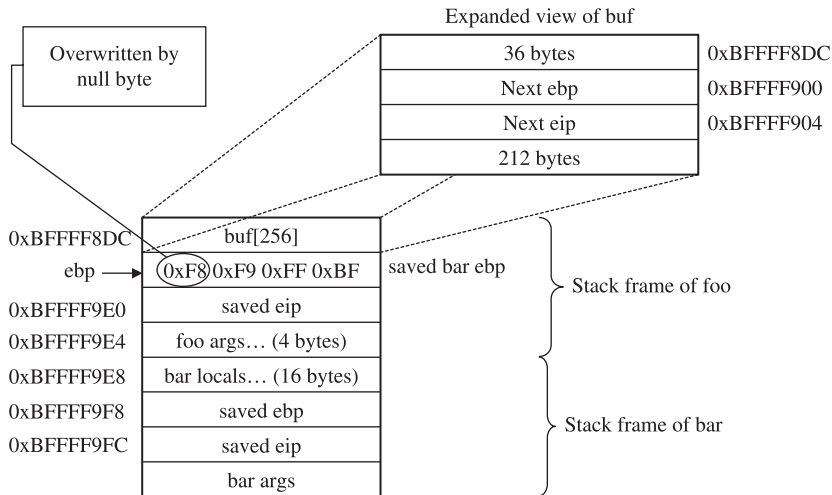 Expanded view of buf
Overwritten by
null byte
36 bytes
0xBFFFF8DC
Next ebp
0xBFFFF900
Next eip
0xBFFFF904
212 bytes
0xBFFFF8DC
buf[256]
ebp
0xF8 0xF9 0xFF 0xBF
saved bar ebp
0xBFFFF9E0
saved eip
Stack frame of foo
0xBFFFF9E4
foo args… (4 bytes)
0xBFFFF9E8
bar locals… (16 bytes)
0xBFFFF9F8
saved ebp
Stack frame of bar
0xBFFFF9FC
saved eip
bar args